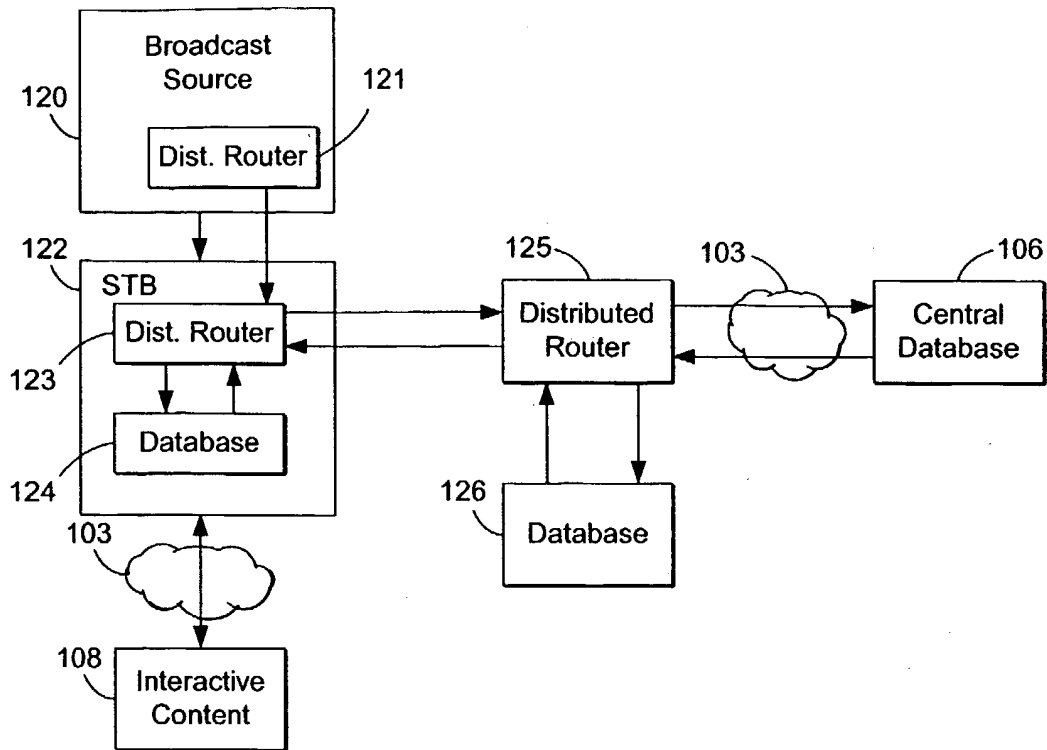 Broadcast
Source
120
121
Dist. Router
122
STB
125
103
106
Dist. Router
Distributed
Router
Central
Database
123
Database
124
126
Database
103
108
Interactive
Content